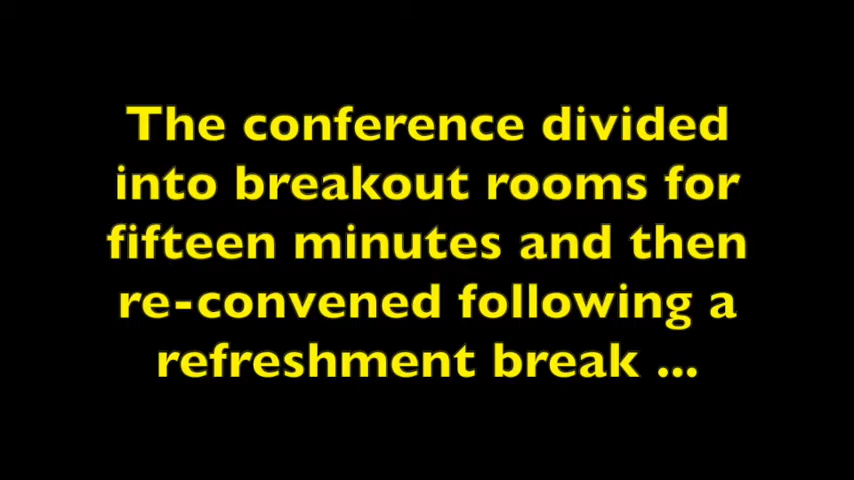 The conference divided
into breakout rooms for
fifteen minutes and then
re-convened following a
refreshment break ...